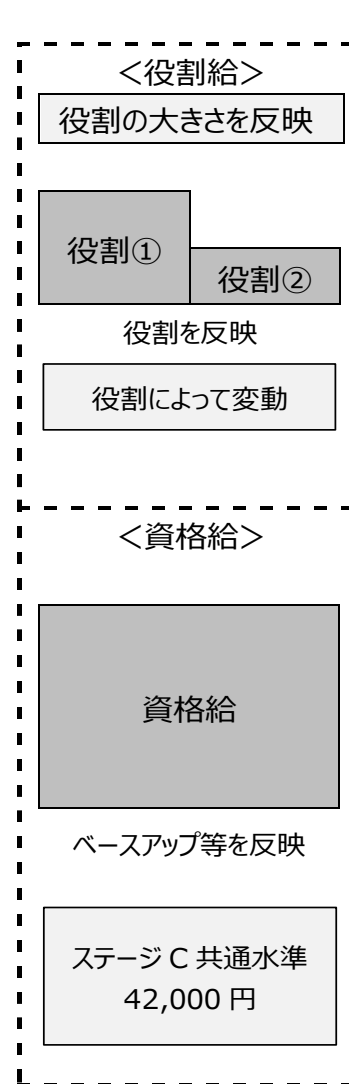 ＜役割給＞
役割の大きさを反映
役割①
役割②
役割を反映
役割によって変動
＜資格給＞
資格給
ベースアップ等を反映
ステージ C 共通水準
42,000 円